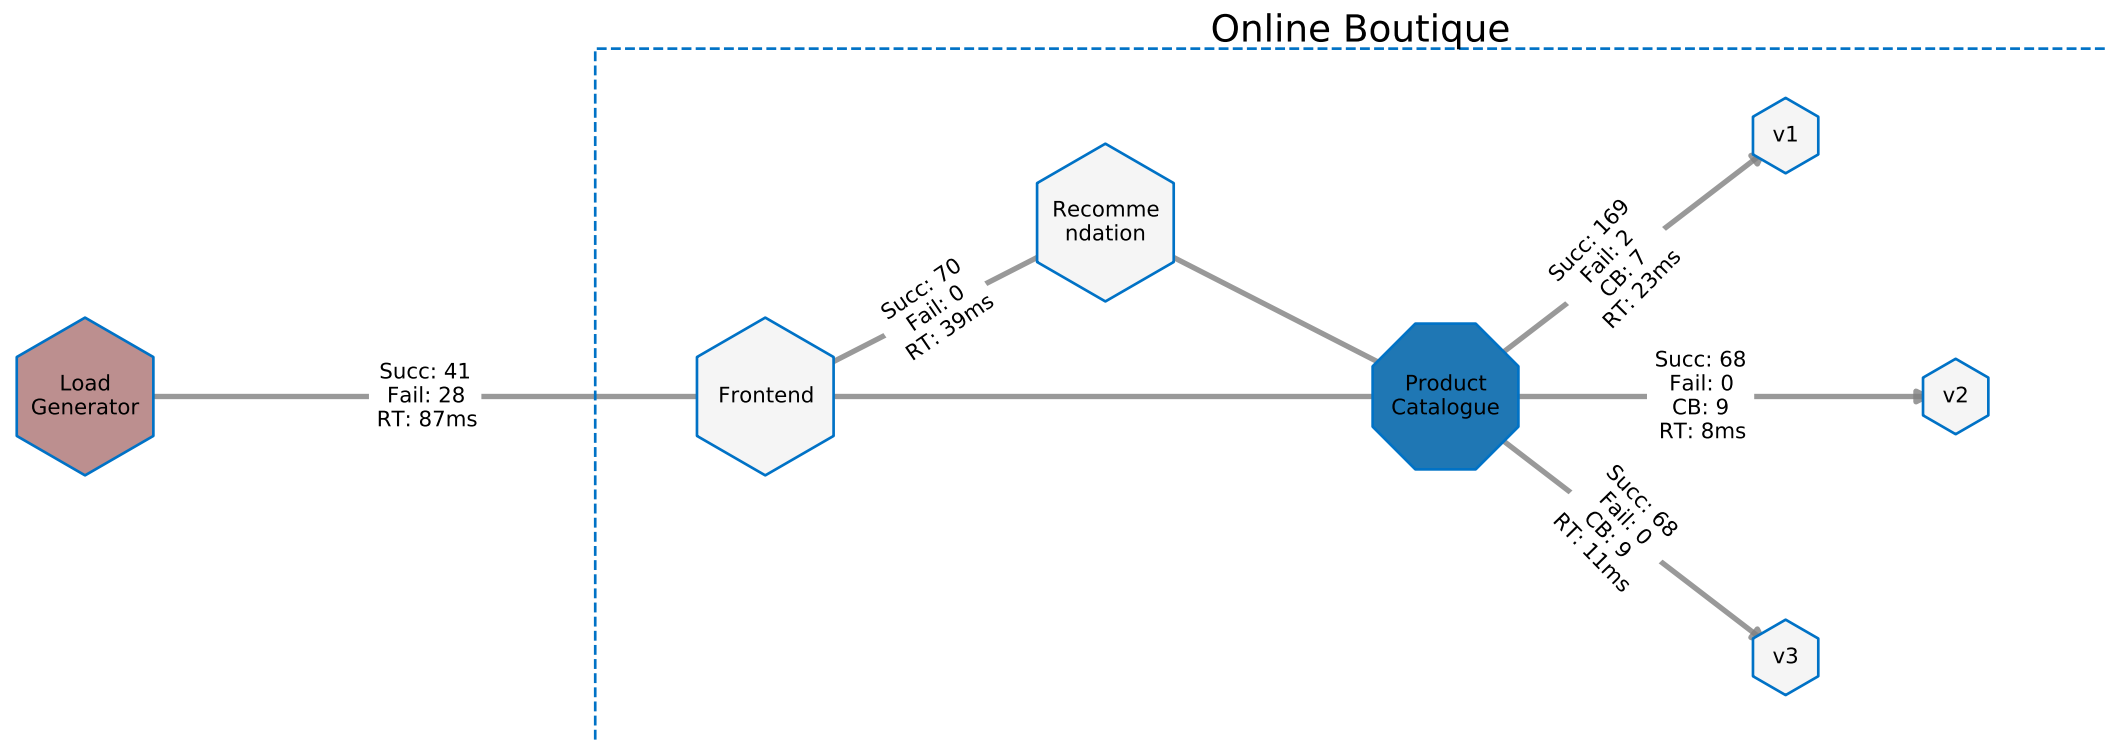 Online Boutique
Load
Generator
Succ: 41
Fail: 28
RT: 87ms
Frontend
Succ: 70
Fail: 0
RT: 39ms
Recomme
ndation
Product
Catalogue
Succ: 169
Fail: 2
CB: 7
RT: 23ms
v1
Succ: 68
Fail: 0
CB: 9
RT: 8ms
v2
Succ: 68
Fail: 0
CB: 9
RT: 11ms
v3